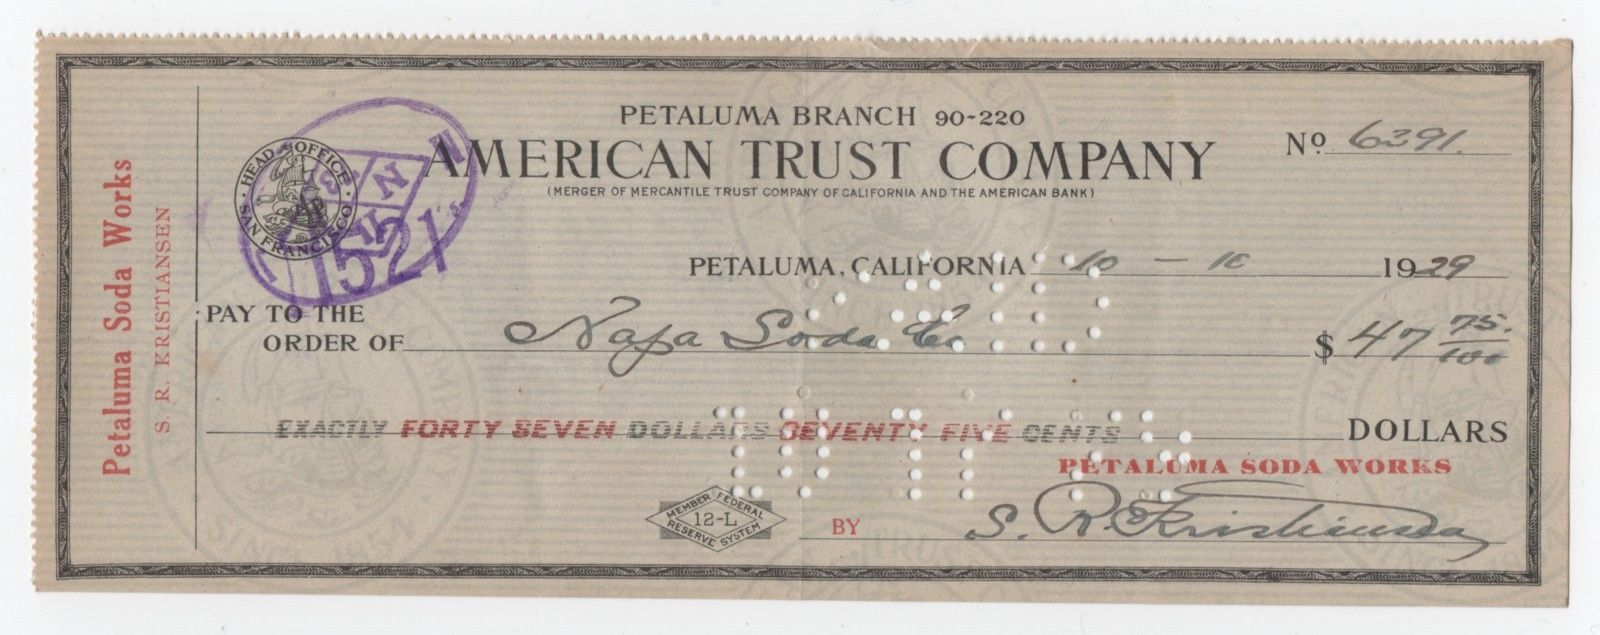 PETALUMA BRANCH 90-220
AMERICAN TRUST COMPANY
(MERGER OF MERCANTILE TRUST COMPANY OF CALIFORNIA AND THE AMERICAN BANK)
No. 6391.
HEAD OFFICE
SAN FRANCISCO
1521
Petaluma Soda Works
S. R. KRISTIANSEN
PETALUMA, CALIFORNIA 10 - 10 1929
PAY TO THE
ORDER OF Napa Soda Co. $ 47 75/100
EXACTLY FORTY SEVEN DOLLARS SEVENTY FIVE CENTS DOLLARS
PETALUMA SODA WORKS
MEMBER FEDERAL
12-L
RESERVE SYSTEM
BY S. R. Kristiansen